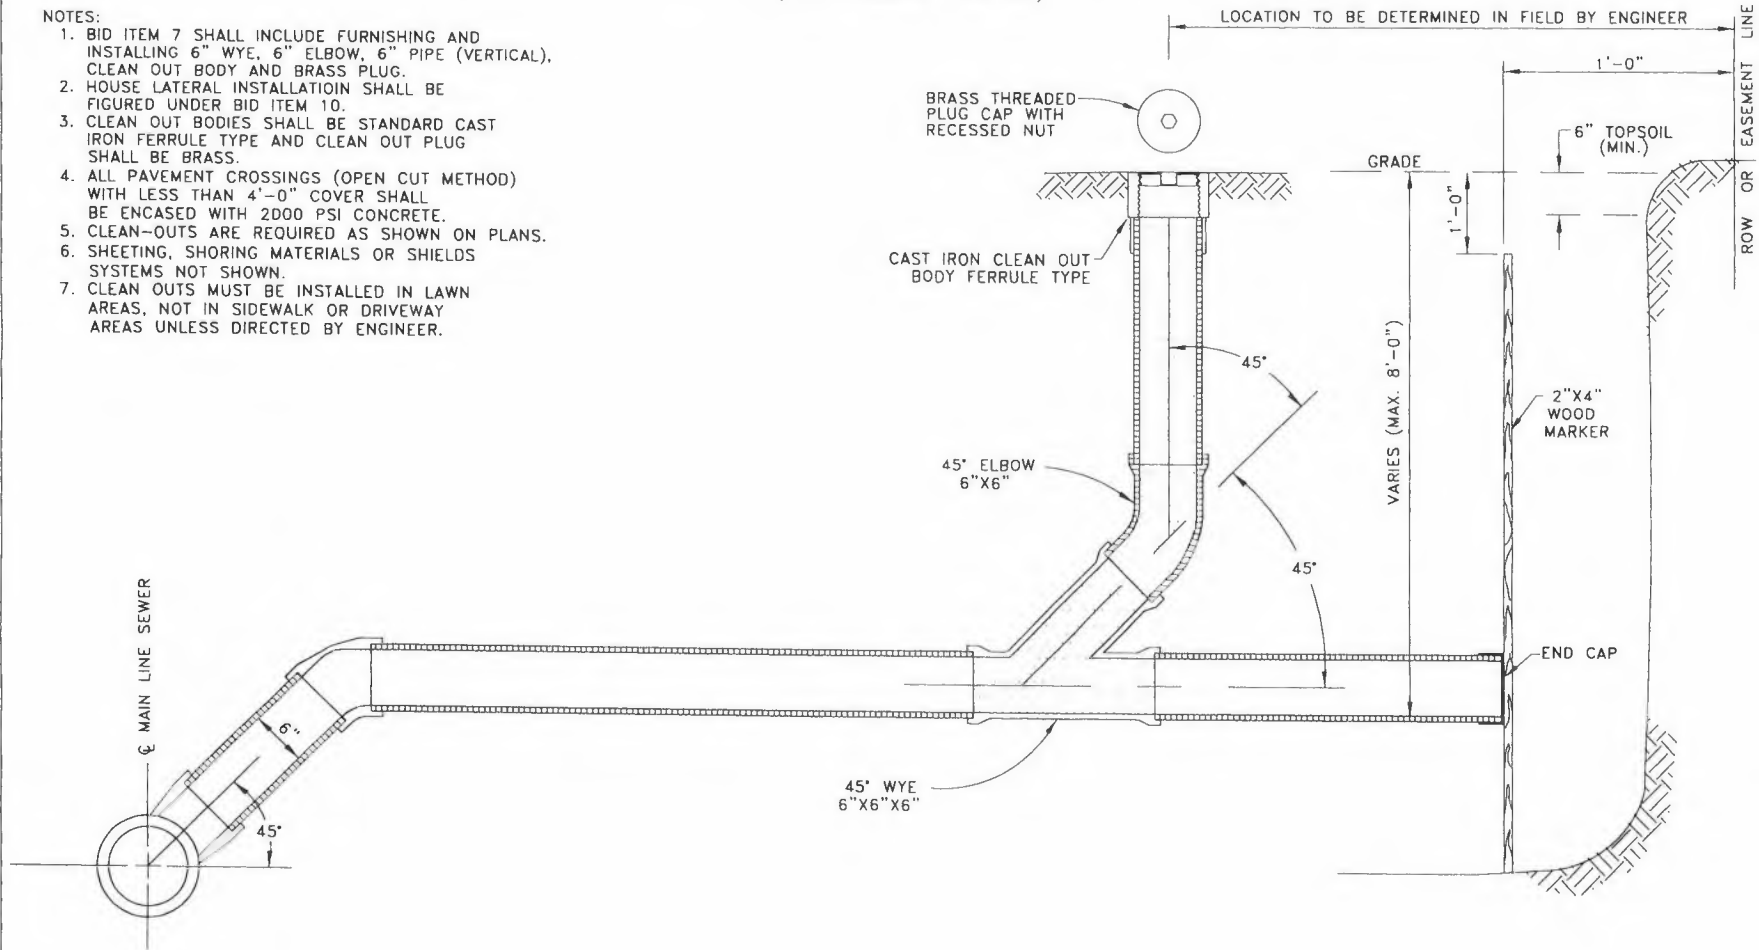 NOTES:
1. BID ITEM 7 SHALL INCLUDE FURNISHING AND
INSTALLING 6" WYE, 6" ELBOW, 6" PIPE (VERTICAL),
CLEAN OUT BODY AND BRASS PLUG.
2. HOUSE LATERAL INSTALLATIOIN SHALL BE
FIGURED UNDER BID ITEM 10.
3. CLEAN OUT BODIES SHALL BE STANDARD CAST
IRON FERRULE TYPE AND CLEAN OUT PLUG
SHALL BE BRASS.
4. ALL PAVEMENT CROSSINGS (OPEN CUT METHOD)
WITH LESS THAN 4'-0" COVER SHALL
BE ENCASED WITH 2000 PSI CONCRETE.
5. CLEAN-OUTS ARE REQUIRED AS SHOWN ON PLANS.
6. SHEETING, SHORING MATERIALS OR SHIELDS
SYSTEMS NOT SHOWN.
7. CLEAN OUTS MUST BE INSTALLED IN LAWN
AREAS, NOT IN SIDEWALK OR DRIVEWAY
AREAS UNLESS DIRECTED BY ENGINEER.
LOCATION TO BE DETERMINED IN FIELD BY ENGINEER
ROW OR EASEMENT LINE
1'-0"
BRASS THREADED
PLUG CAP WITH
RECESSED NUT
6" TOPSOIL
(MIN.)
GRADE
1'-0"
CAST IRON CLEAN OUT
BODY FERRULE TYPE
VARIES (MAX. 8'-0")
45°
2"X4"
WOOD
MARKER
45° ELBOW
6"X6"
45°
℄ MAIN LINE SEWER
END CAP
6"
45° WYE
6"X6"X6"
45°